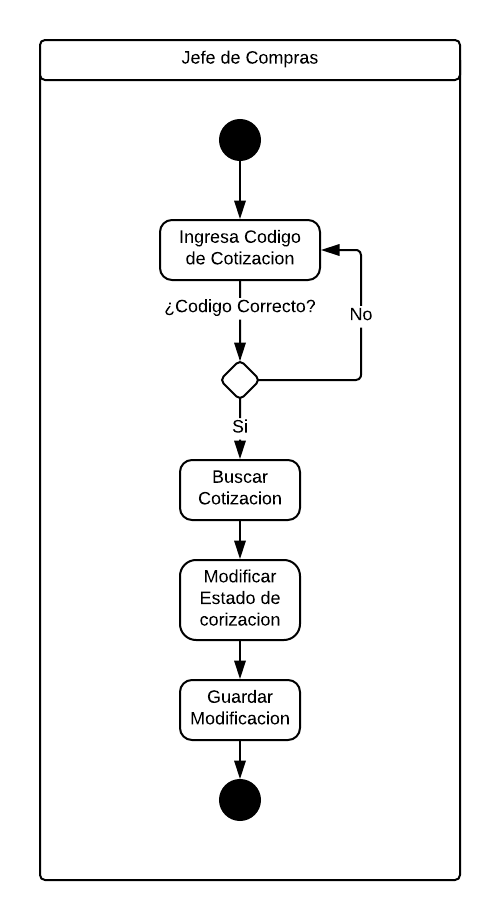 Jefe de Compras
Ingresa Codigo
de Cotizacion
¿Codigo Correcto?
No
Si
Buscar
Cotizacion
Modificar
Estado de
corizacion
Guardar
Modificacion